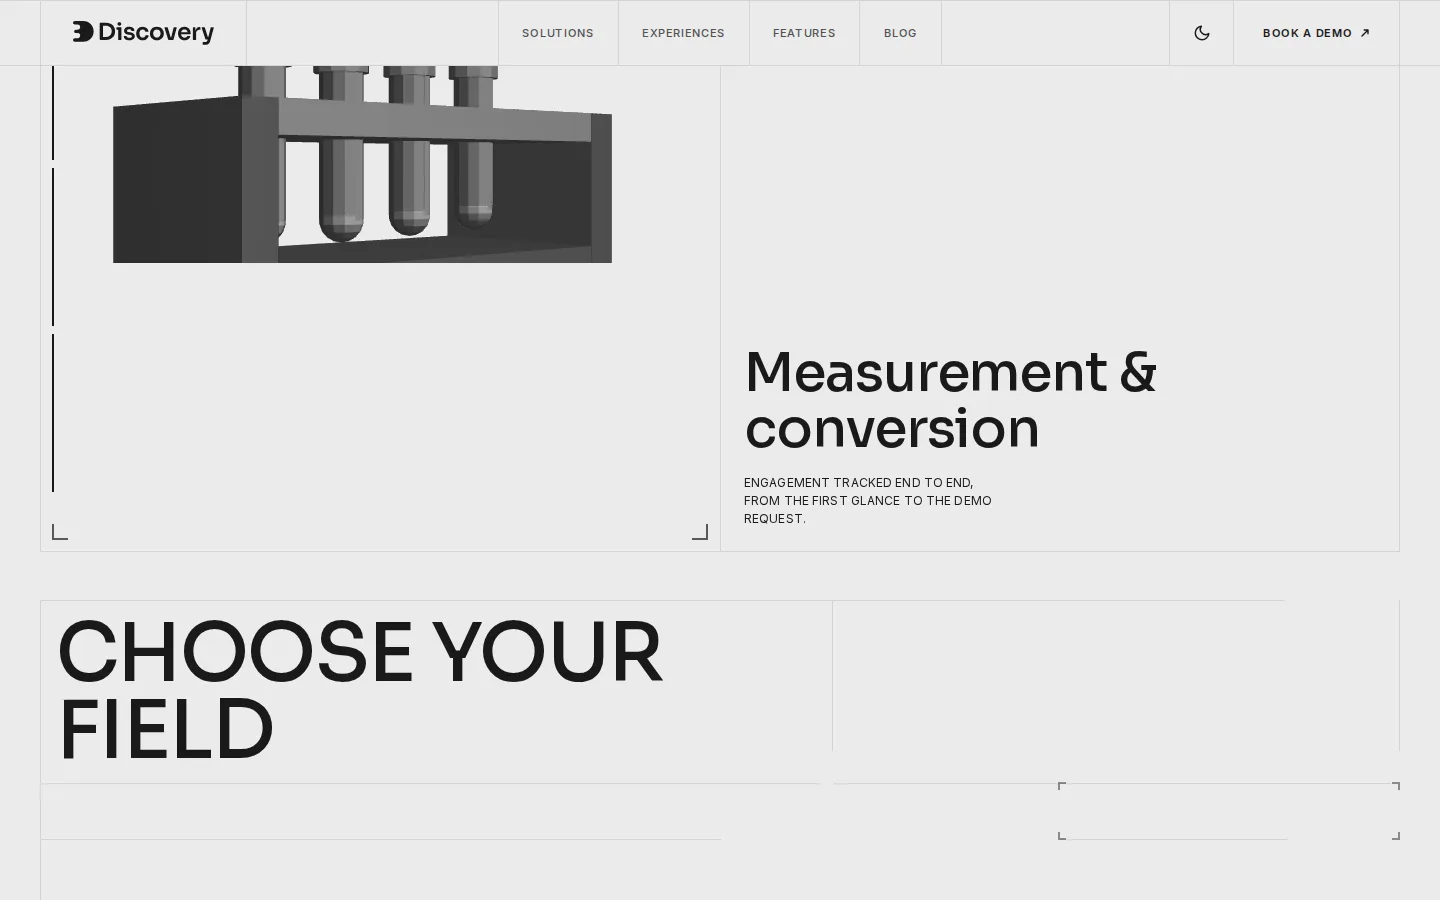 Discovery
SOLUTIONS
EXPERIENCES
FEATURES
BLOG
BOOK A DEMO
Measurement &
conversion
ENGAGEMENT TRACKED END TO END,
FROM THE FIRST GLANCE TO THE DEMO
REQUEST.
CHOOSE YOUR
FIELD